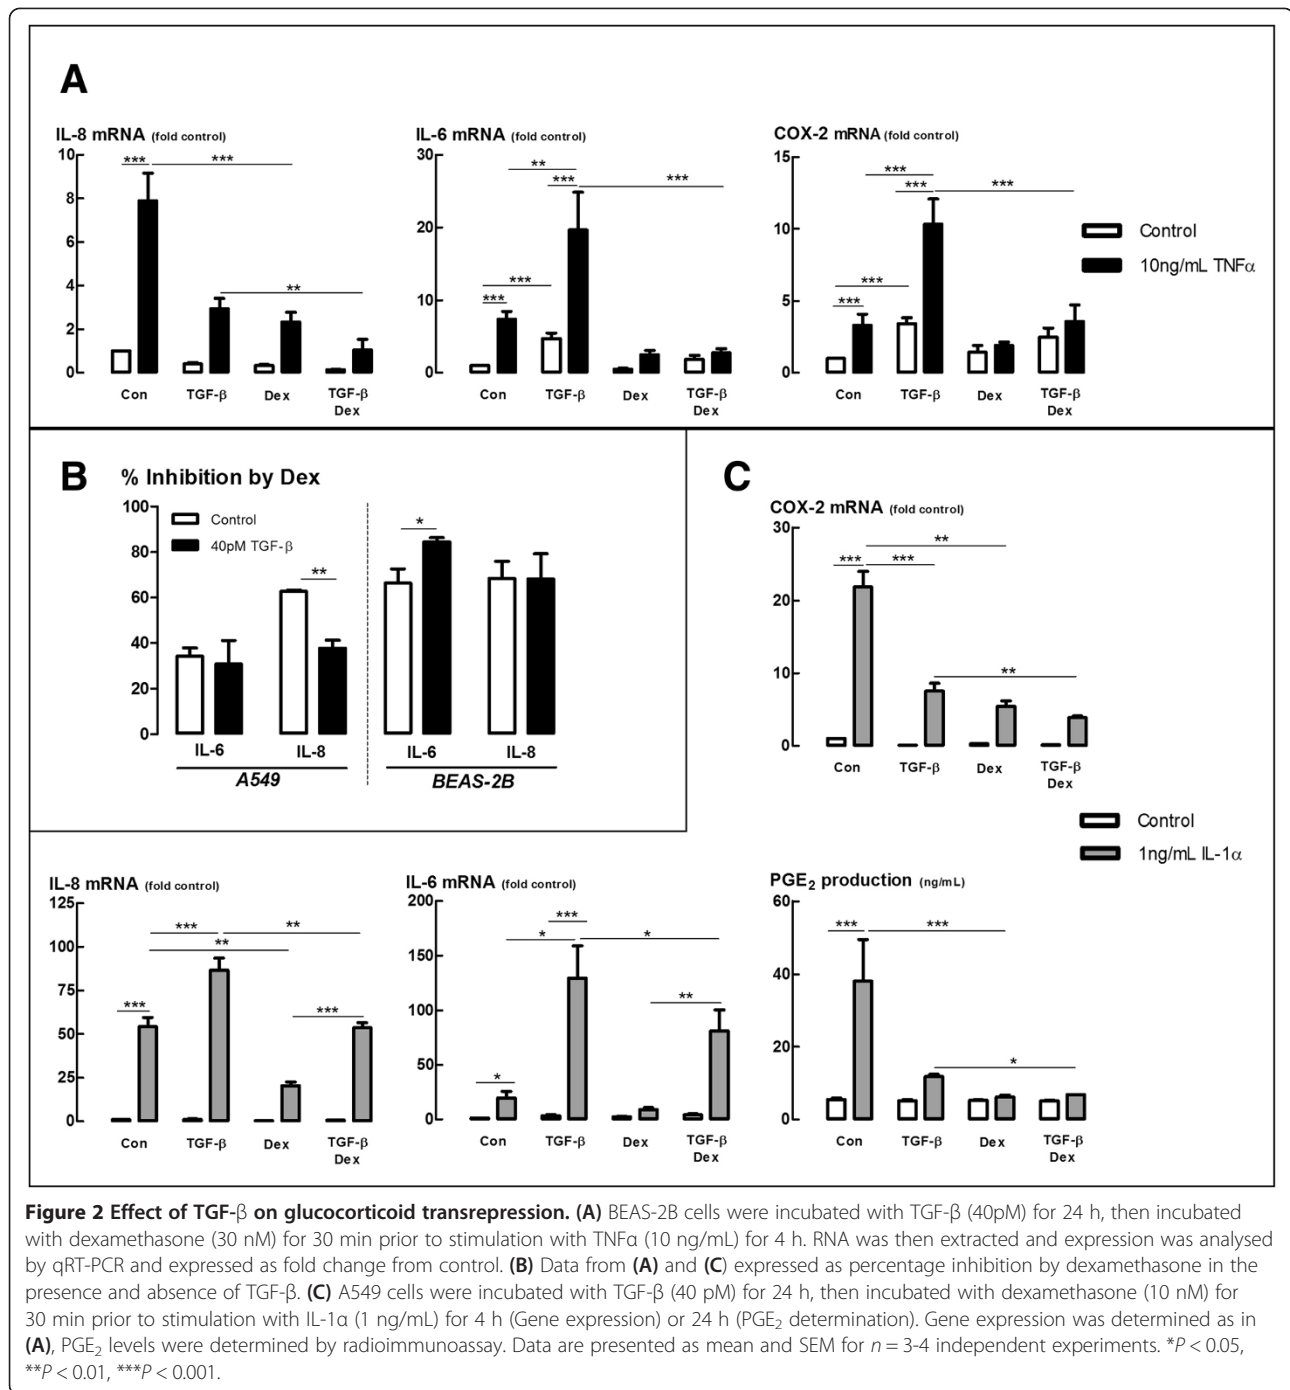 A
IL-8 mRNA (fold control)
10
8
6
4
2
0
***
***
**
Con
TGF-β
Dex
TGF-β
Dex
IL-6 mRNA (fold control)
30
20
10
0
**
***
***
***
***
Con
TGF-β
Dex
TGF-β
Dex
COX-2 mRNA (fold control)
15
10
5
0
***
***
***
***
***
Con
TGF-β
Dex
TGF-β
Dex
Control
10ng/mL TNFα
B
% Inhibition by Dex
100
80
60
40
20
0
Control
40pM TGF-β
**
*
IL-6
IL-8
IL-6
IL-8
A549
BEAS-2B
C
COX-2 mRNA (fold control)
30
20
10
0
**
***
***
**
Con
TGF-β
Dex
TGF-β
Dex
Control
1ng/mL IL-1α
IL-8 mRNA (fold control)
125
100
75
50
25
0
***
**
**
***
***
Con
TGF-β
Dex
TGF-β
Dex
IL-6 mRNA (fold control)
200
150
100
50
0
***
*
*
**
*
Con
TGF-β
Dex
TGF-β
Dex
PGE₂ production (ng/mL)
60
40
20
0
***
***
*
Con
TGF-β
Dex
TGF-β
Dex
Figure 2 Effect of TGF-β on glucocorticoid transrepression. (A) BEAS-2B cells were incubated with TGF-β (40pM) for 24 h, then incubated
with dexamethasone (30 nM) for 30 min prior to stimulation with TNFα (10 ng/mL) for 4 h. RNA was then extracted and expression was analysed
by qRT-PCR and expressed as fold change from control. (B) Data from (A) and (C) expressed as percentage inhibition by dexamethasone in the
presence and absence of TGF-β. (C) A549 cells were incubated with TGF-β (40 pM) for 24 h, then incubated with dexamethasone (10 nM) for
30 min prior to stimulation with IL-1α (1 ng/mL) for 4 h (Gene expression) or 24 h (PGE₂ determination). Gene expression was determined as in
(A), PGE₂ levels were determined by radioimmunoassay. Data are presented as mean and SEM for n = 3-4 independent experiments. *P < 0.05,
**P < 0.01, ***P < 0.001.